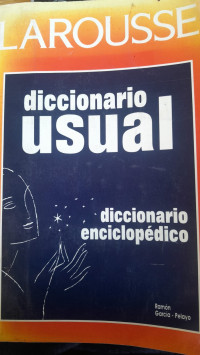 LAROUSSE
diccionario
usual
diccionario
enciclopédico
Ramón
García - Pelayo